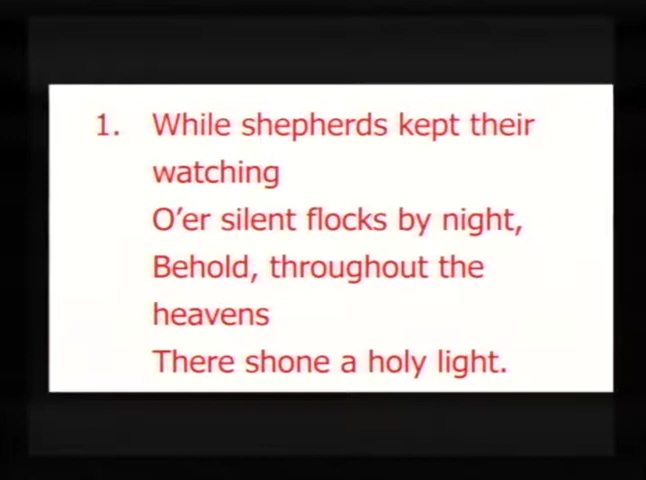 1. While shepherds kept their
watching
O’er silent flocks by night,
Behold, throughout the
heavens
There shone a holy light.